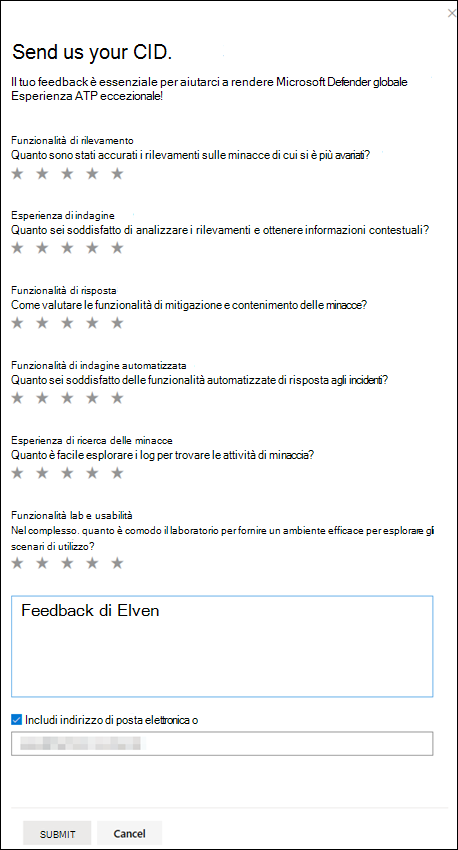 Send us your CID.
Il tuo feedback è essenziale per aiutarci a rendere Microsoft Defender globale
Esperienza ATP eccezionale!
Funzionalità di rilevamento
Quanto sono stati accurati i rilevamenti sulle minacce di cui si è più avariati?
Esperienza di indagine
Quanto sei soddisfatto di analizzare i rilevamenti e ottenere informazioni contestuali?
Funzionalità di risposta
Come valutare le funzionalità di mitigazione e contenimento delle minacce?
Funzionalità di indagine automatizzata
Quanto sei soddisfatto delle funzionalità automatizzate di risposta agli incidenti?
Esperienza di ricerca delle minacce
Quanto è facile esplorare i log per trovare le attività di minaccia?
Funzionalità lab e usabilità
Nel complesso. quanto è comodo il laboratorio per fornire un ambiente efficace per esplorare gli
scenari di utilizzo?
Feedback di Elven
Includi indirizzo di posta elettronica o
SUBMIT
Cancel